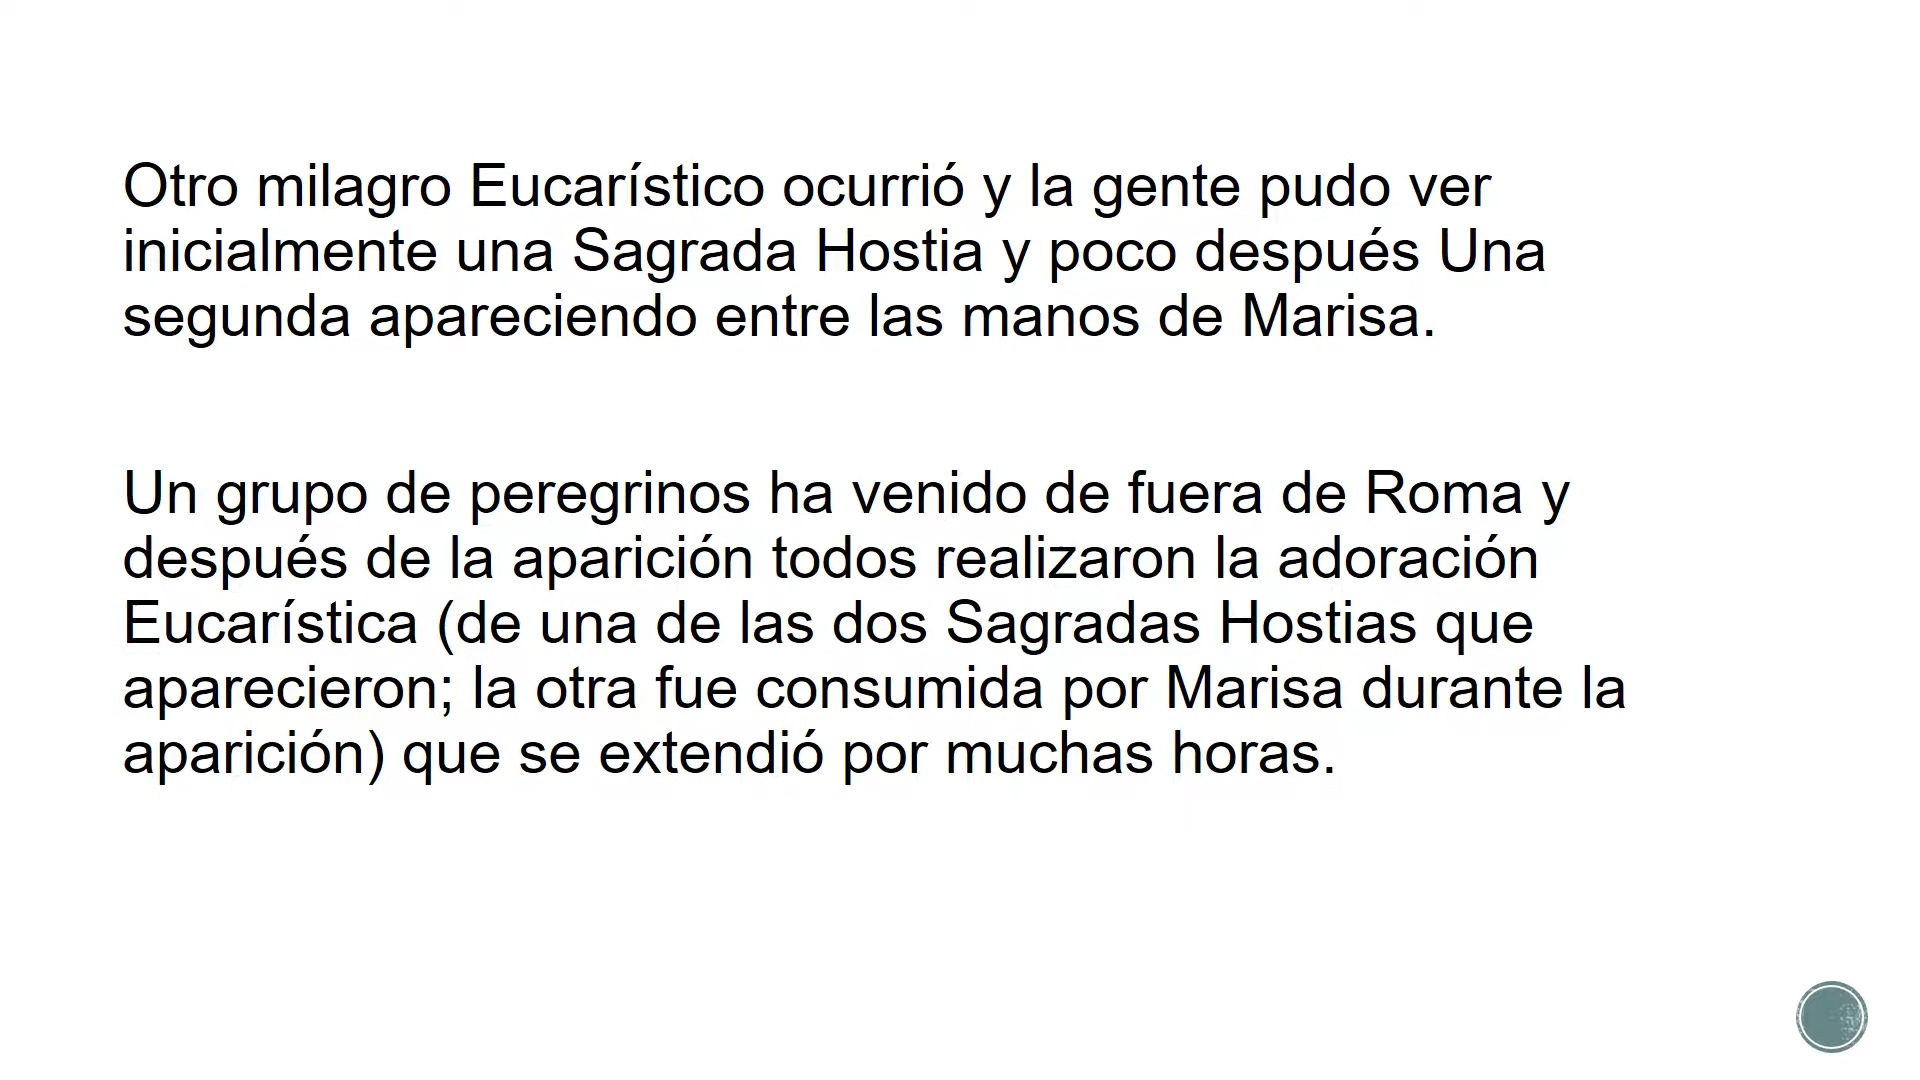 Otro milagro Eucarístico ocurrió y la gente pudo ver
inicialmente una Sagrada Hostia y poco después Una
segunda apareciendo entre las manos de Marisa.
Un grupo de peregrinos ha venido de fuera de Roma y
después de la aparición todos realizaron la adoración
Eucarística (de una de las dos Sagradas Hostias que
aparecieron; la otra fue consumida por Marisa durante la
aparición) que se extendió por muchas horas.